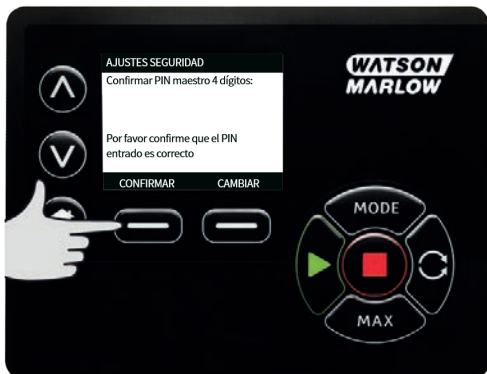 AJUSTES SEGURIDAD
Confirmar PIN maestro 4 dígitos:
Por favor confirme que el PIN
entrado es correcto
CONFIRMAR
CAMBIAR
WATSON
MARLOW
MODE
MAX